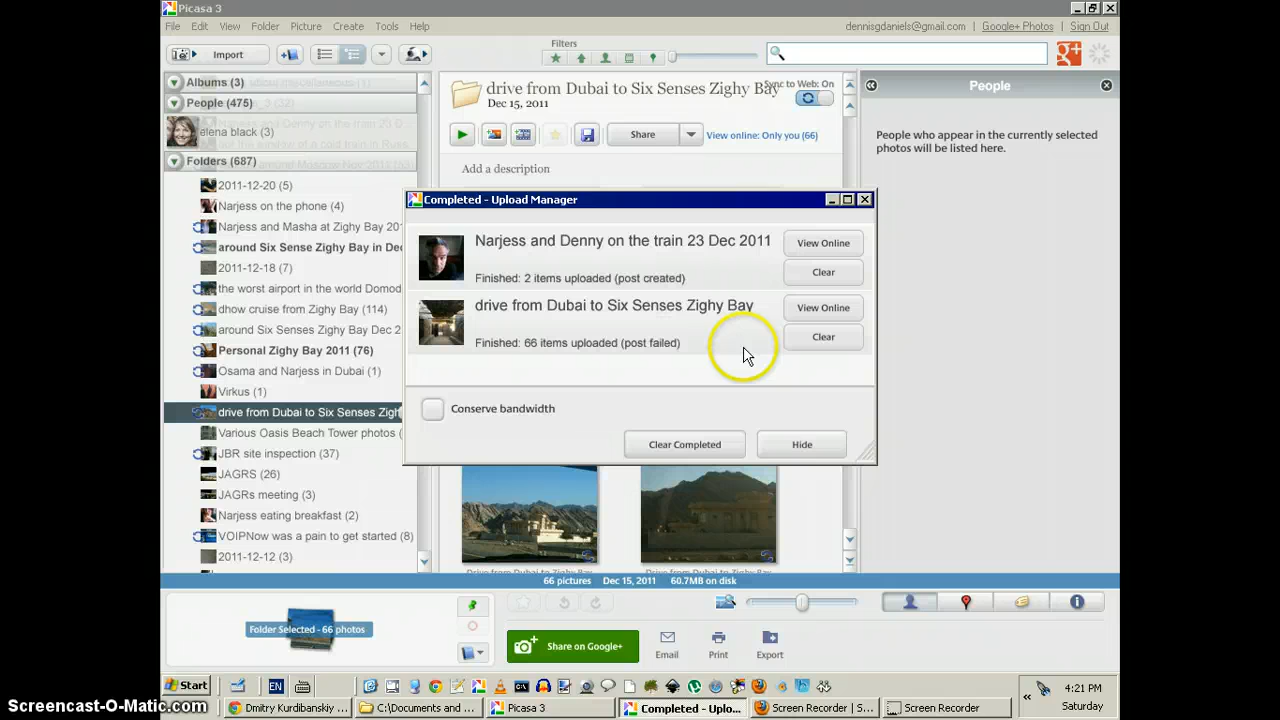 Picasa 3
File Edit View Folder Picture Create Tools Help
dennisgdaniels@gmail.com Google+ Photos Sign Out
Import
Filters
Albums (3)
People (475)
elena black (3)
Folders (687)
2011-12-20 (5)
Narjess on the phone (4)
Narjess and Masha at Zighy Bay 20
around Six Sense Zighy Bay in Dec
2011-12-18 (7)
the worst airport in the world Domod
dhow cruise from Zighy Bay (114)
around Six Senses Zighy Bay Dec 2
Personal Zighy Bay 2011 (76)
Osama and Narjess in Dubai (1)
Virkus (1)
drive from Dubai to Six Senses Zigh
Various Oasis Beach Tower photos (
JBR site inspection (37)
JAGRS (26)
JAGRs meeting (3)
Narjess eating breakfast (2)
VOIPNow was a pain to get started (8)
2011-12-12 (3)
drive from Dubai to Six Senses Zighy Bay
Sync to Web: On
Dec 15, 2011
Share
View online: Only you (66)
Add a description
People
People who appear in the currently selected
photos will be listed here.
Completed - Upload Manager
Narjess and Denny on the train 23 Dec 2011
View Online
Finished: 2 items uploaded (post created)
Clear
drive from Dubai to Six Senses Zighy Bay
View Online
Finished: 66 items uploaded (post failed)
Clear
Conserve bandwidth
Clear Completed
Hide
66 pictures Dec 15, 2011 60.7MB on disk
Folder Selected - 66 photos
Share on Google+
Email
Print
Export
Start
EN
4:21 PM
Saturday
Dmitry Kurdibanskiy ...
C:\Documents and ...
Picasa 3
Completed - Uplo...
Screen Recorder | S...
Screen Recorder
Screencast-O-Matic.com